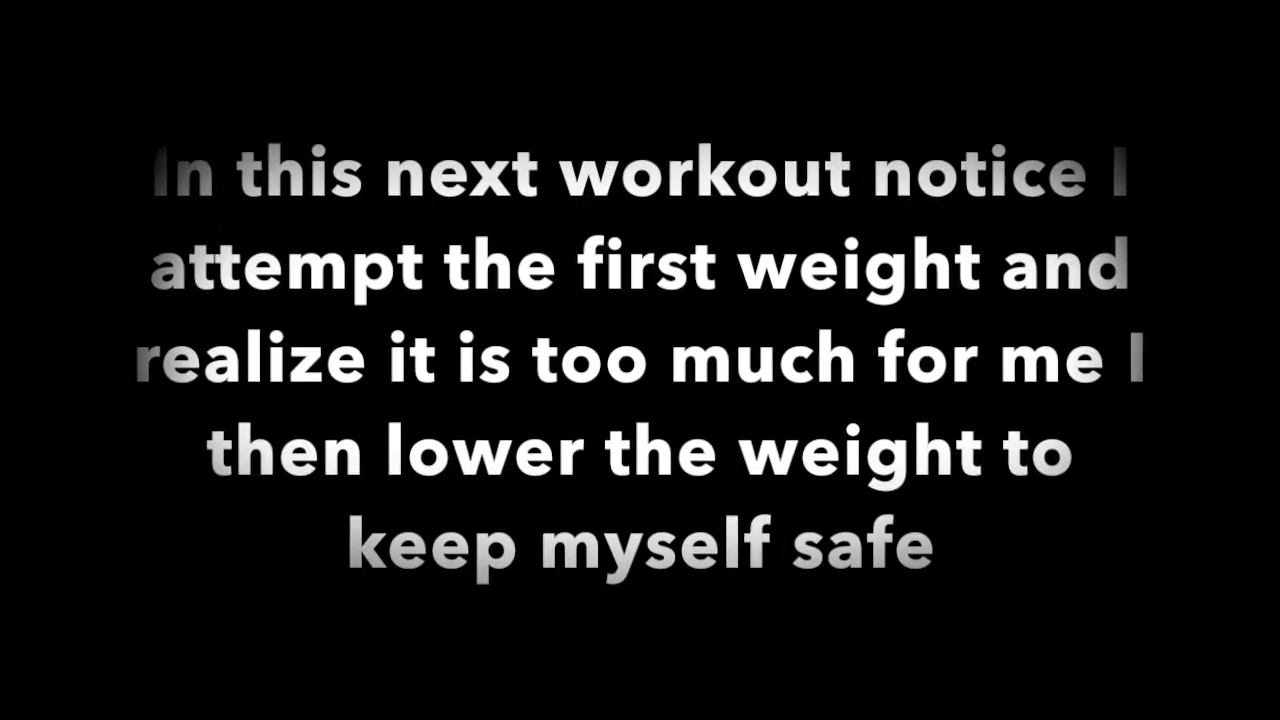 In this next workout notice I
attempt the first weight and
realize it is too much for me I
then lower the weight to
keep myself safe